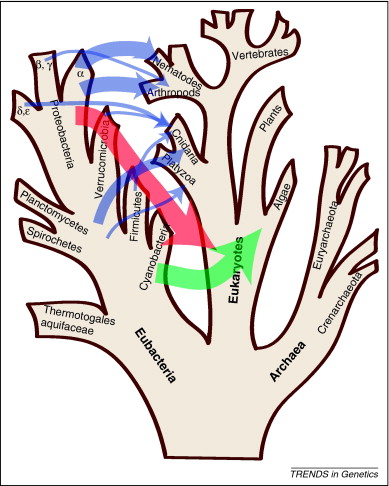 β, γ
α
δ,ε
Proteobacteria
Verrucomicrobia
Firmicutes
Cyanobacteria
Planctomycetes
Spirochetes
Thermotogales
aquifaceae
Eubacteria
Nematodes
Arthropods
Cnidaria
Platyzoa
Vertebrates
Plants
Algae
Eukaryotes
Euryarchaeota
Crenarchaeota
Archaea
TRENDS in Genetics